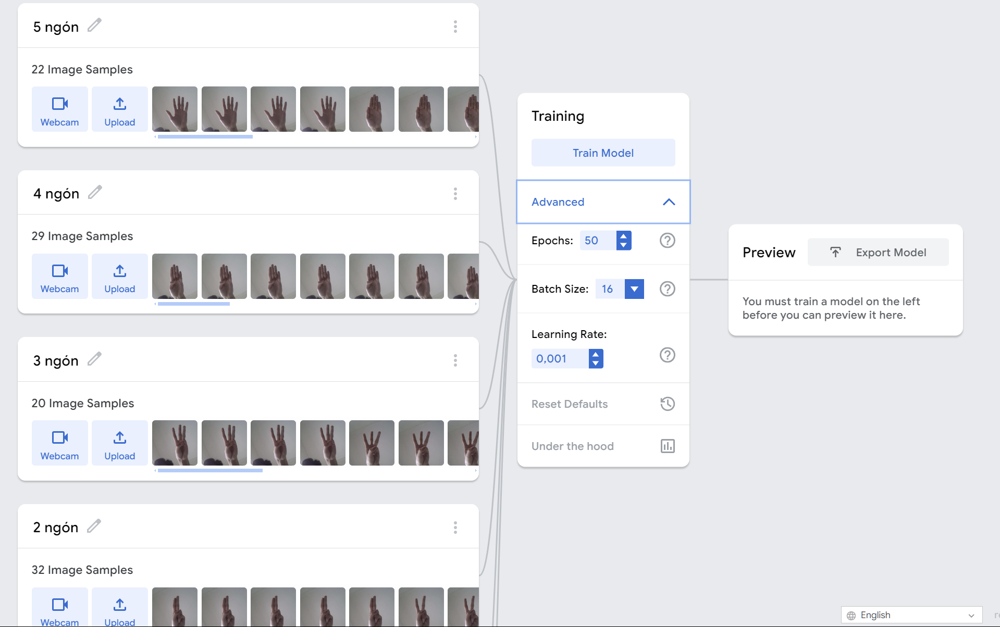 5 ngón
22 Image Samples
Webcam
Upload
4 ngón
29 Image Samples
Webcam
Upload
3 ngón
20 Image Samples
Webcam
Upload
2 ngón
32 Image Samples
Webcam
Upload
Training
Train Model
Advanced
Epochs: 50
Batch Size: 16
Learning Rate:
0,001
Reset Defaults
Under the hood
Preview
Export Model
You must train a model on the left
before you can preview it here.
English